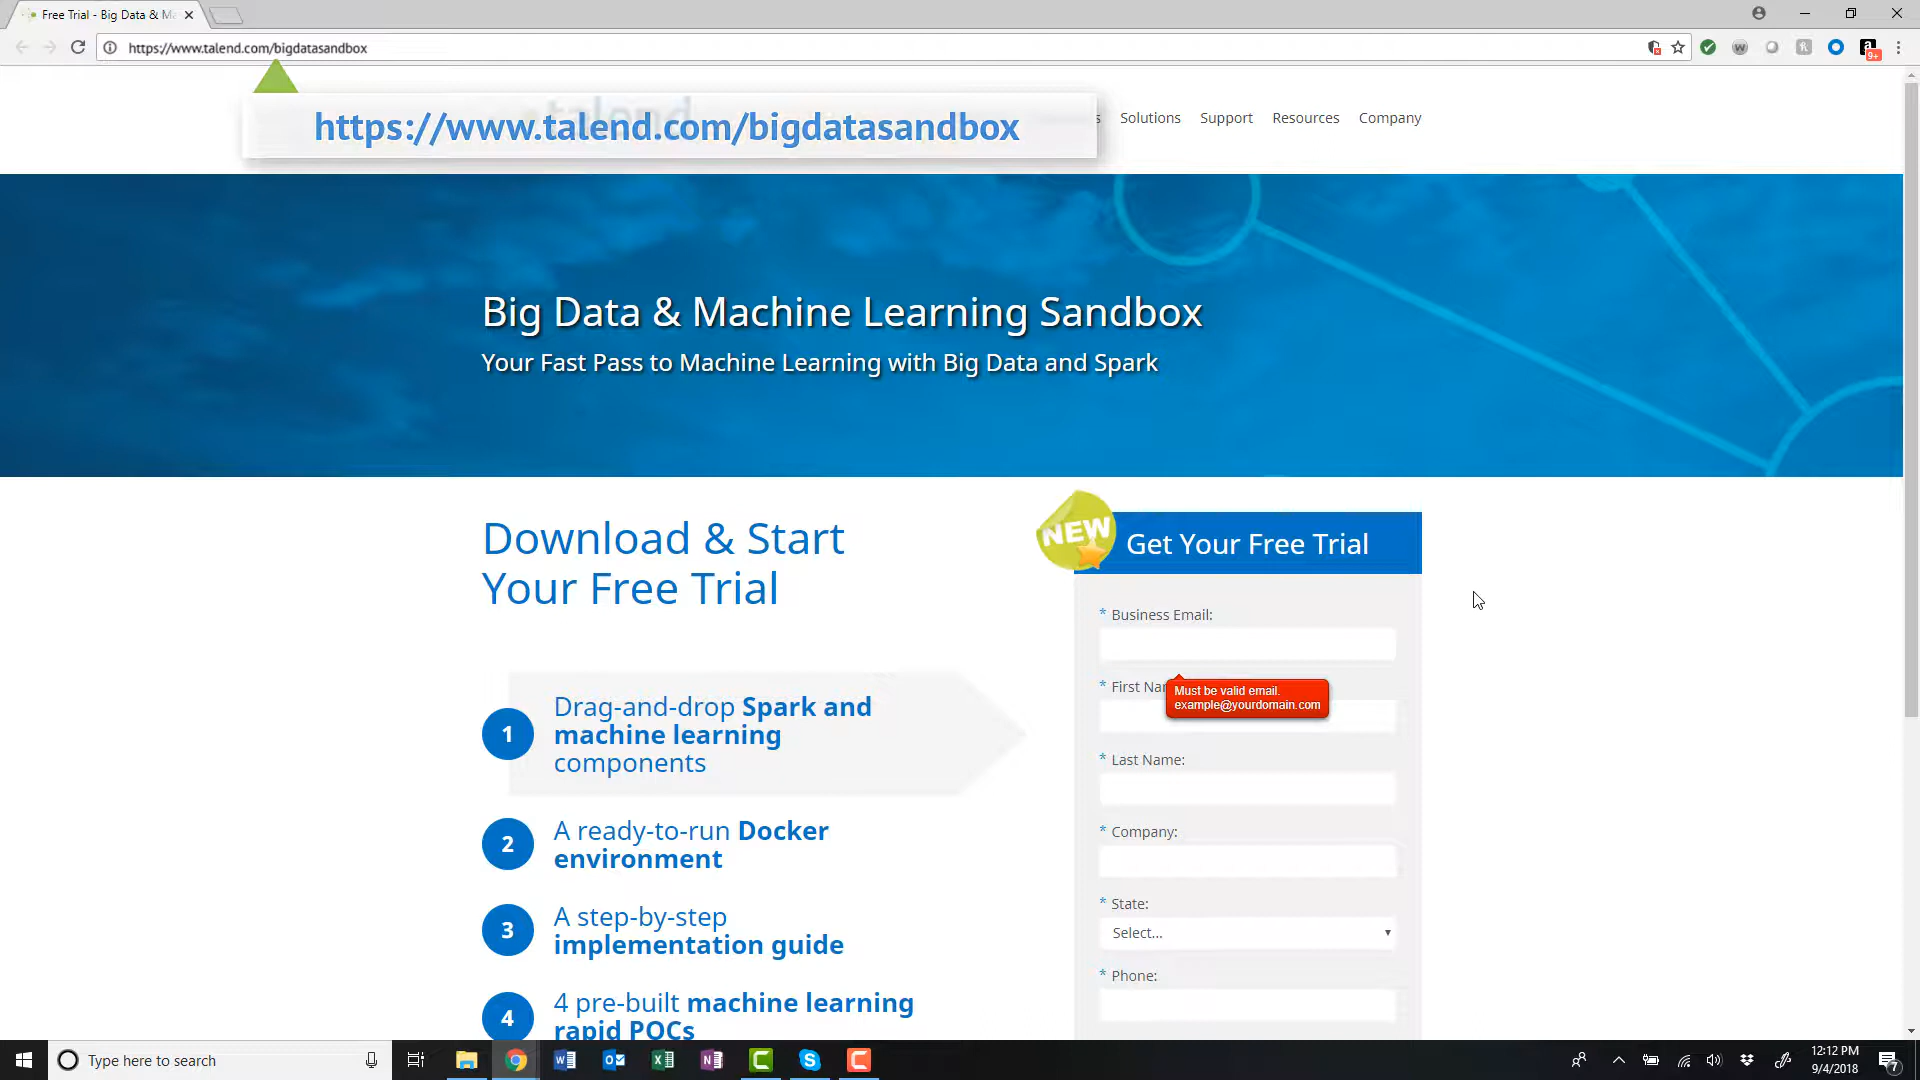 Free Trial - Big Data & Ma
https://www.talend.com/bigdatasandbox
9+
https://www.talend.com/bigdatasandbox
talend
Solutions
Support
Resources
Company
Big Data & Machine Learning Sandbox
Your Fast Pass to Machine Learning with Big Data and Spark
Download & Start
Your Free Trial
1
Drag-and-drop Spark and
machine learning
components
2
A ready-to-run Docker
environment
3
A step-by-step
implementation guide
4
4 pre-built machine learning
rapid POCs
NEW
Get Your Free Trial
* Business Email:
* First Nam
Must be valid email.
example@yourdomain.com
* Last Name:
* Company:
* State:
Select...
* Phone:
Type here to search
12:12 PM
9/4/2018
7